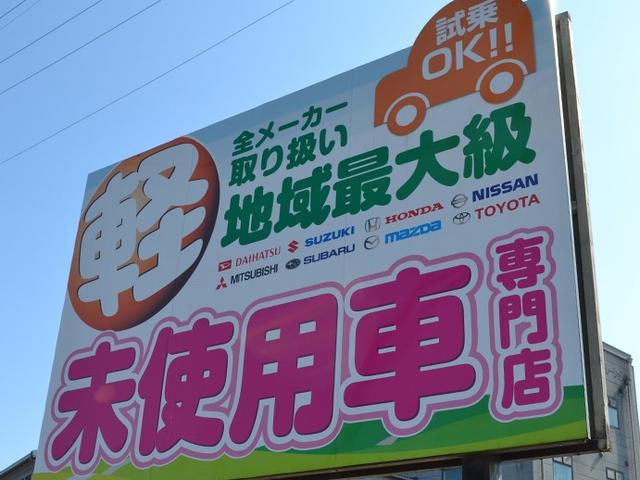 試乗
OK!!
軽
全メーカー
取り扱い
地域最大級
DAIHATSU SUZUKI HONDA NISSAN
MITSUBISHI SUBARU mazda TOYOTA
未使用車
専門店